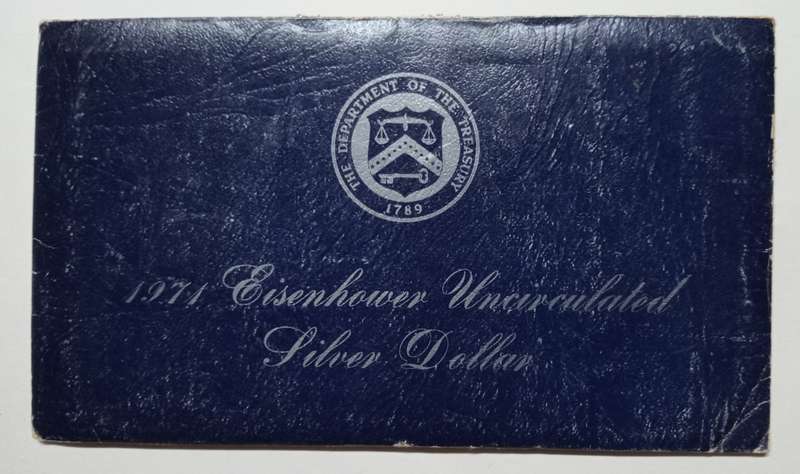 THE DEPARTMENT OF THE TREASURY
1789
1971 Eisenhower Uncirculated
Silver Dollar